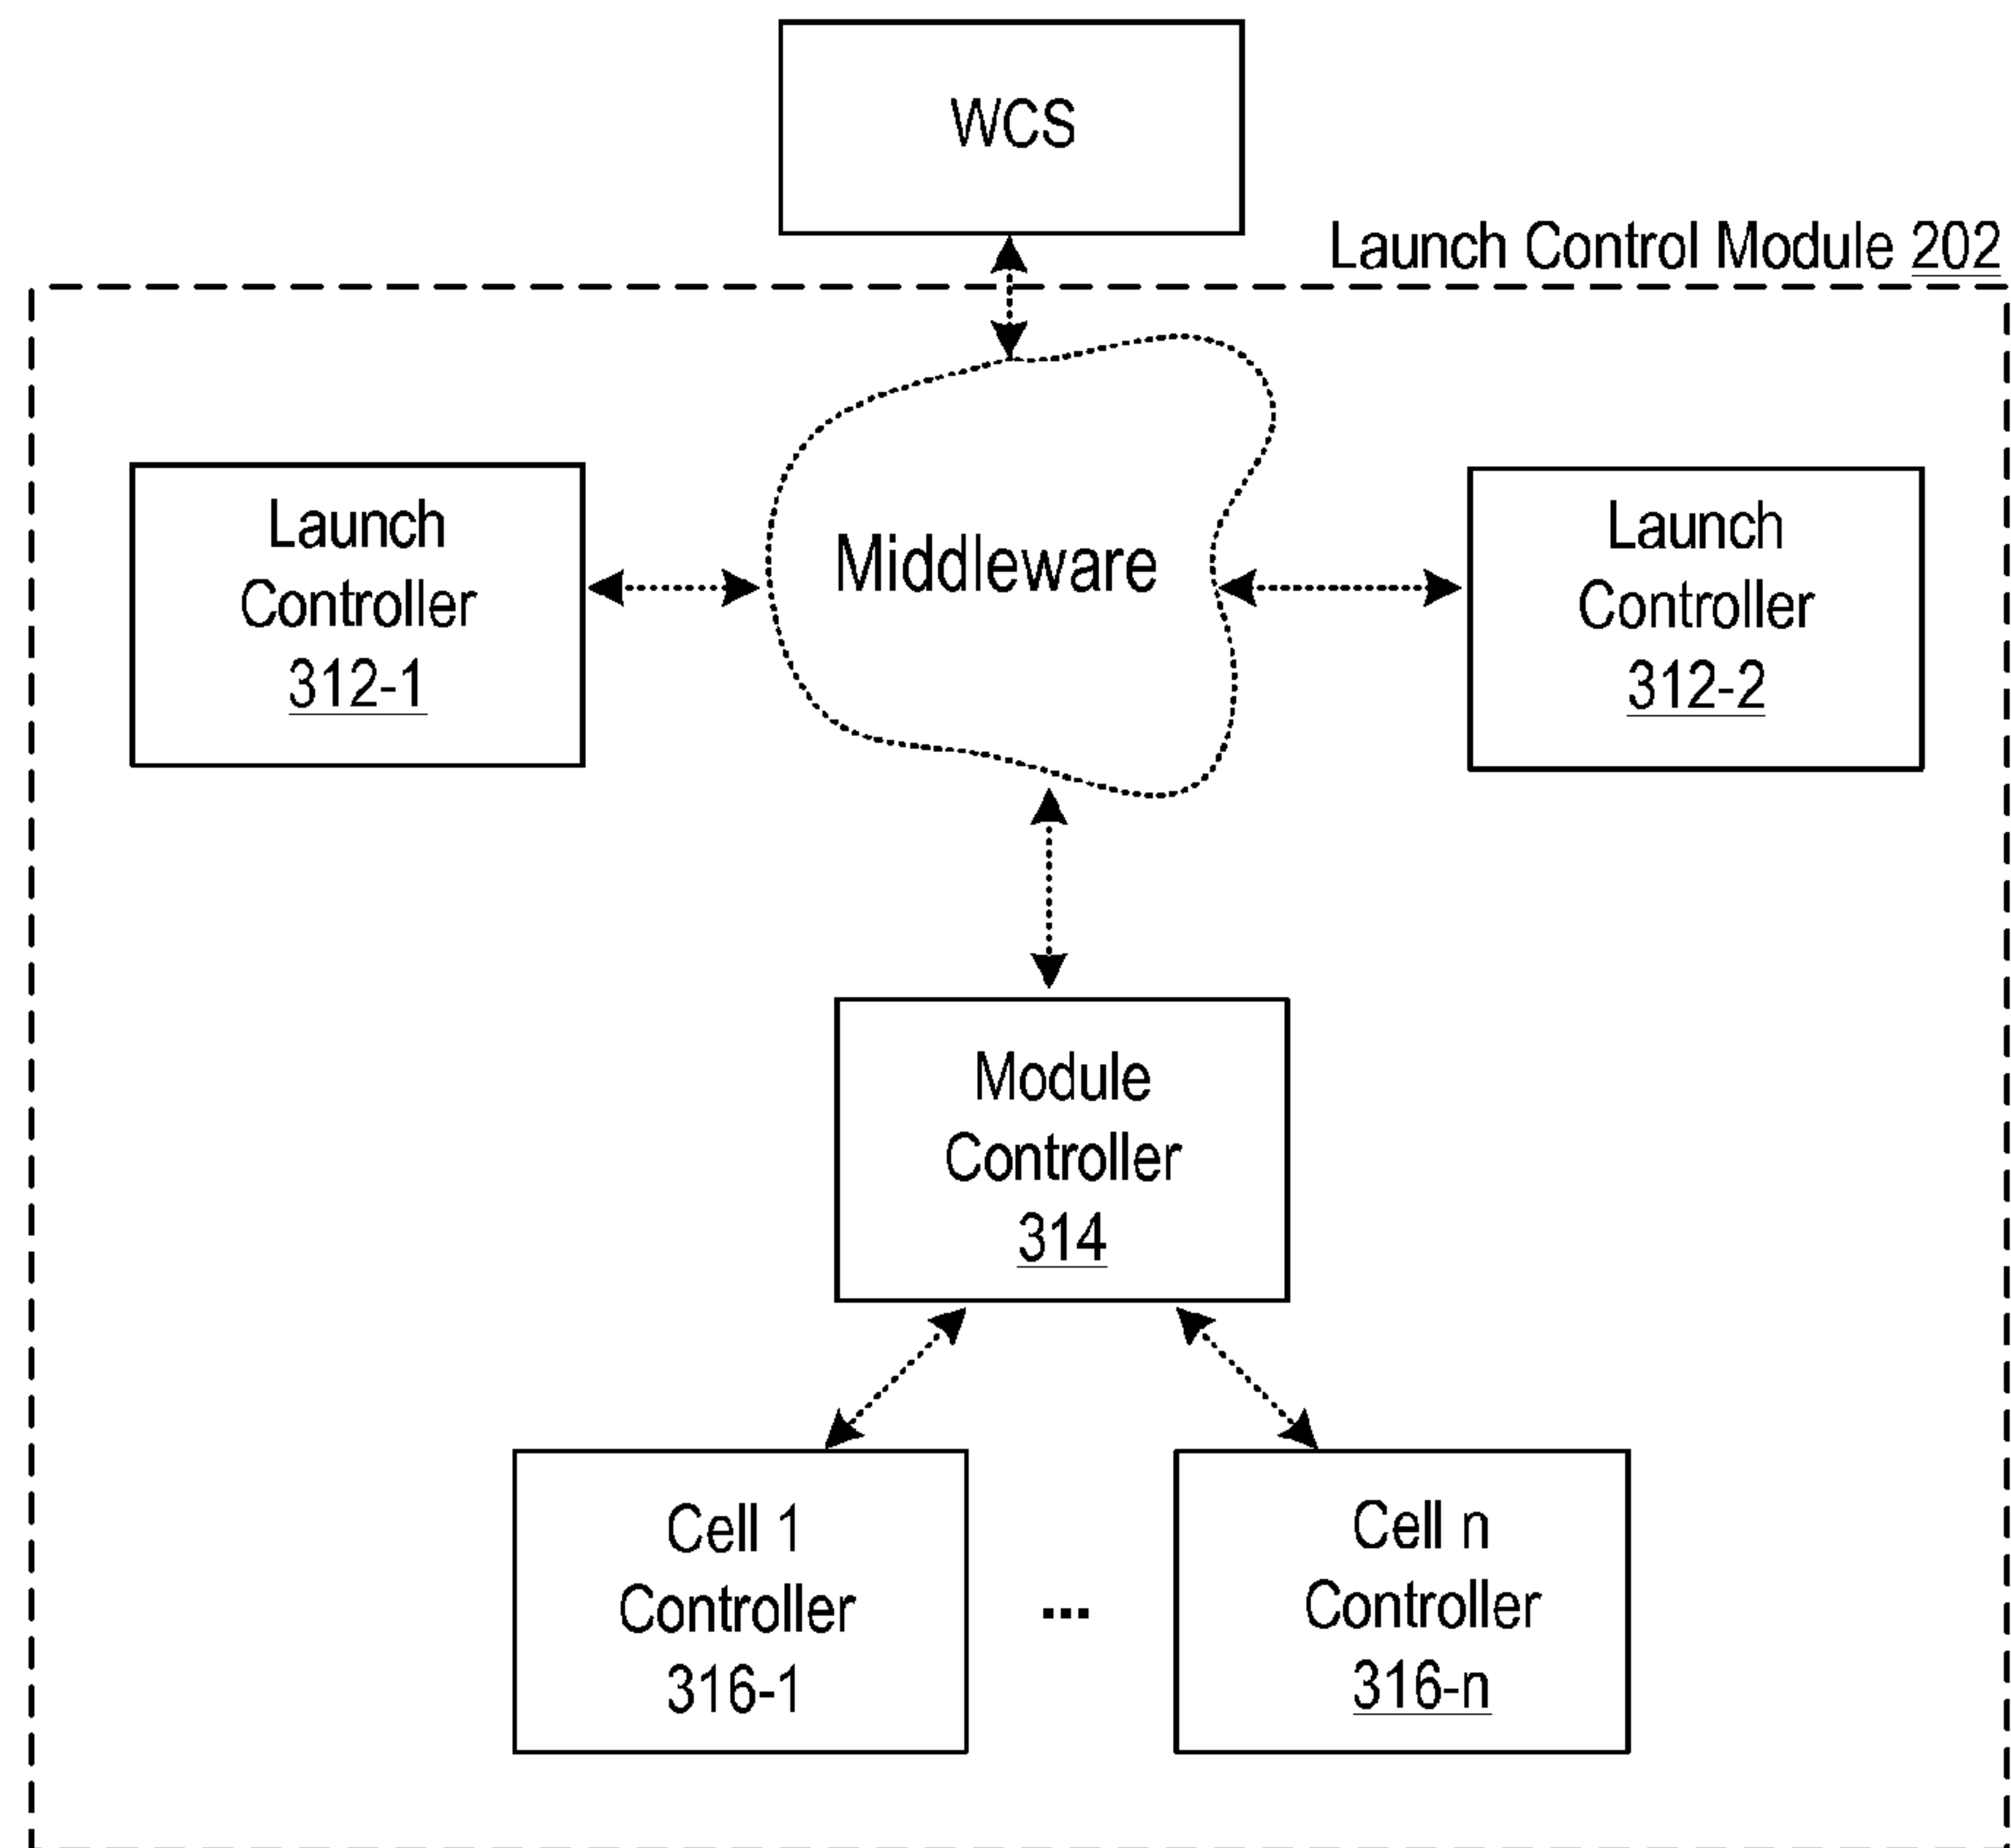 WCS
Launch Control Module 202
Launch
Controller
312-1
Middleware
Launch
Controller
312-2
Module
Controller
314
Cell 1
Controller
316-1
...
Cell n
Controller
316-n